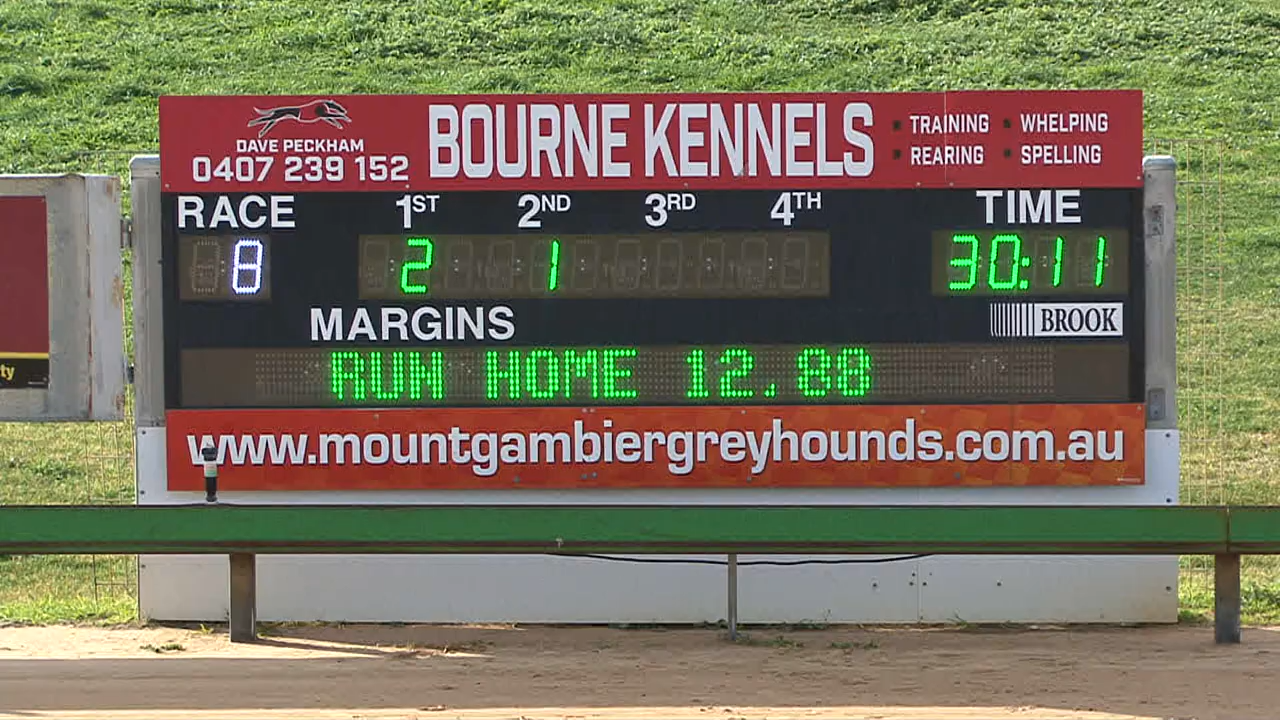 DAVE PECKHAM
0407 239 152
BOURNE KENNELS
TRAINING WHELPING
REARING SPELLING
RACE 1ST 2ND 3RD 4TH TIME
8 2 1 30:11
MARGINS
BROOK
RUN HOME 12.88
www.mountgambiergreyhounds.com.au
ty